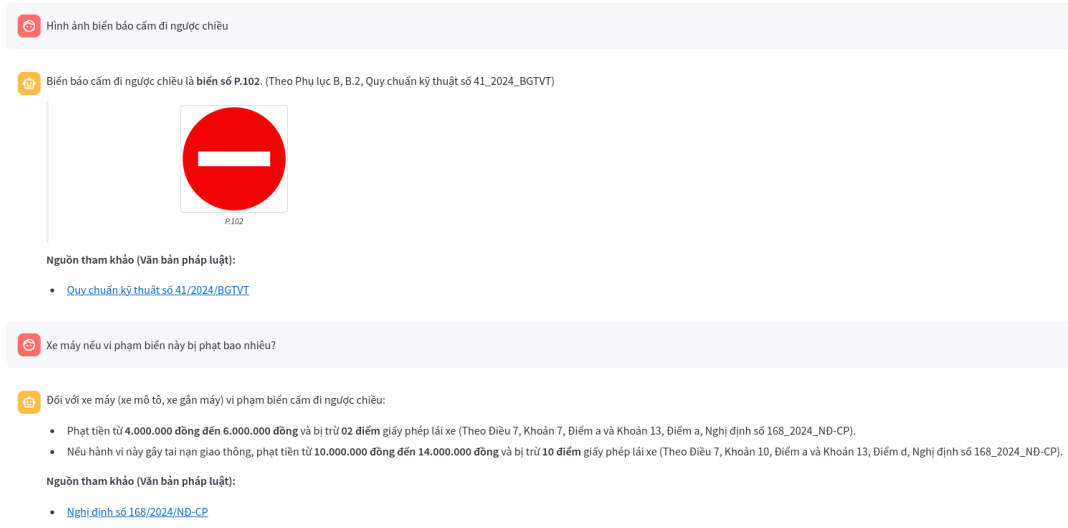 Hình ảnh biển báo cấm đi ngược chiều
Biển báo cấm đi ngược chiều là biển số P.102. (Theo Phụ lục B, B.2, Quy chuẩn kỹ thuật số 41_2024_BGTVT)
P.102
Nguồn tham khảo (Văn bản pháp luật):
• Quy chuẩn kỹ thuật số 41/2024/BGTVT
Xe máy nếu vi phạm biển này bị phạt bao nhiêu?
Đối với xe máy (xe mô tô, xe gắn máy) vi phạm biển cấm đi ngược chiều:
• Phạt tiền từ 4.000.000 đồng đến 6.000.000 đồng và bị trừ 02 điểm giấy phép lái xe (Theo Điều 7, Khoản 7, Điểm a và Khoản 13, Điểm a, Nghị định số 168_2024_NĐ-CP).
• Nếu hành vi này gây tai nạn giao thông, phạt tiền từ 10.000.000 đồng đến 14.000.000 đồng và bị trừ 10 điểm giấy phép lái xe (Theo Điều 7, Khoản 10, Điểm a và Khoản 13, Điểm d, Nghị định số 168_2024_NĐ-CP).
Nguồn tham khảo (Văn bản pháp luật):
• Nghị định số 168/2024/NĐ-CP